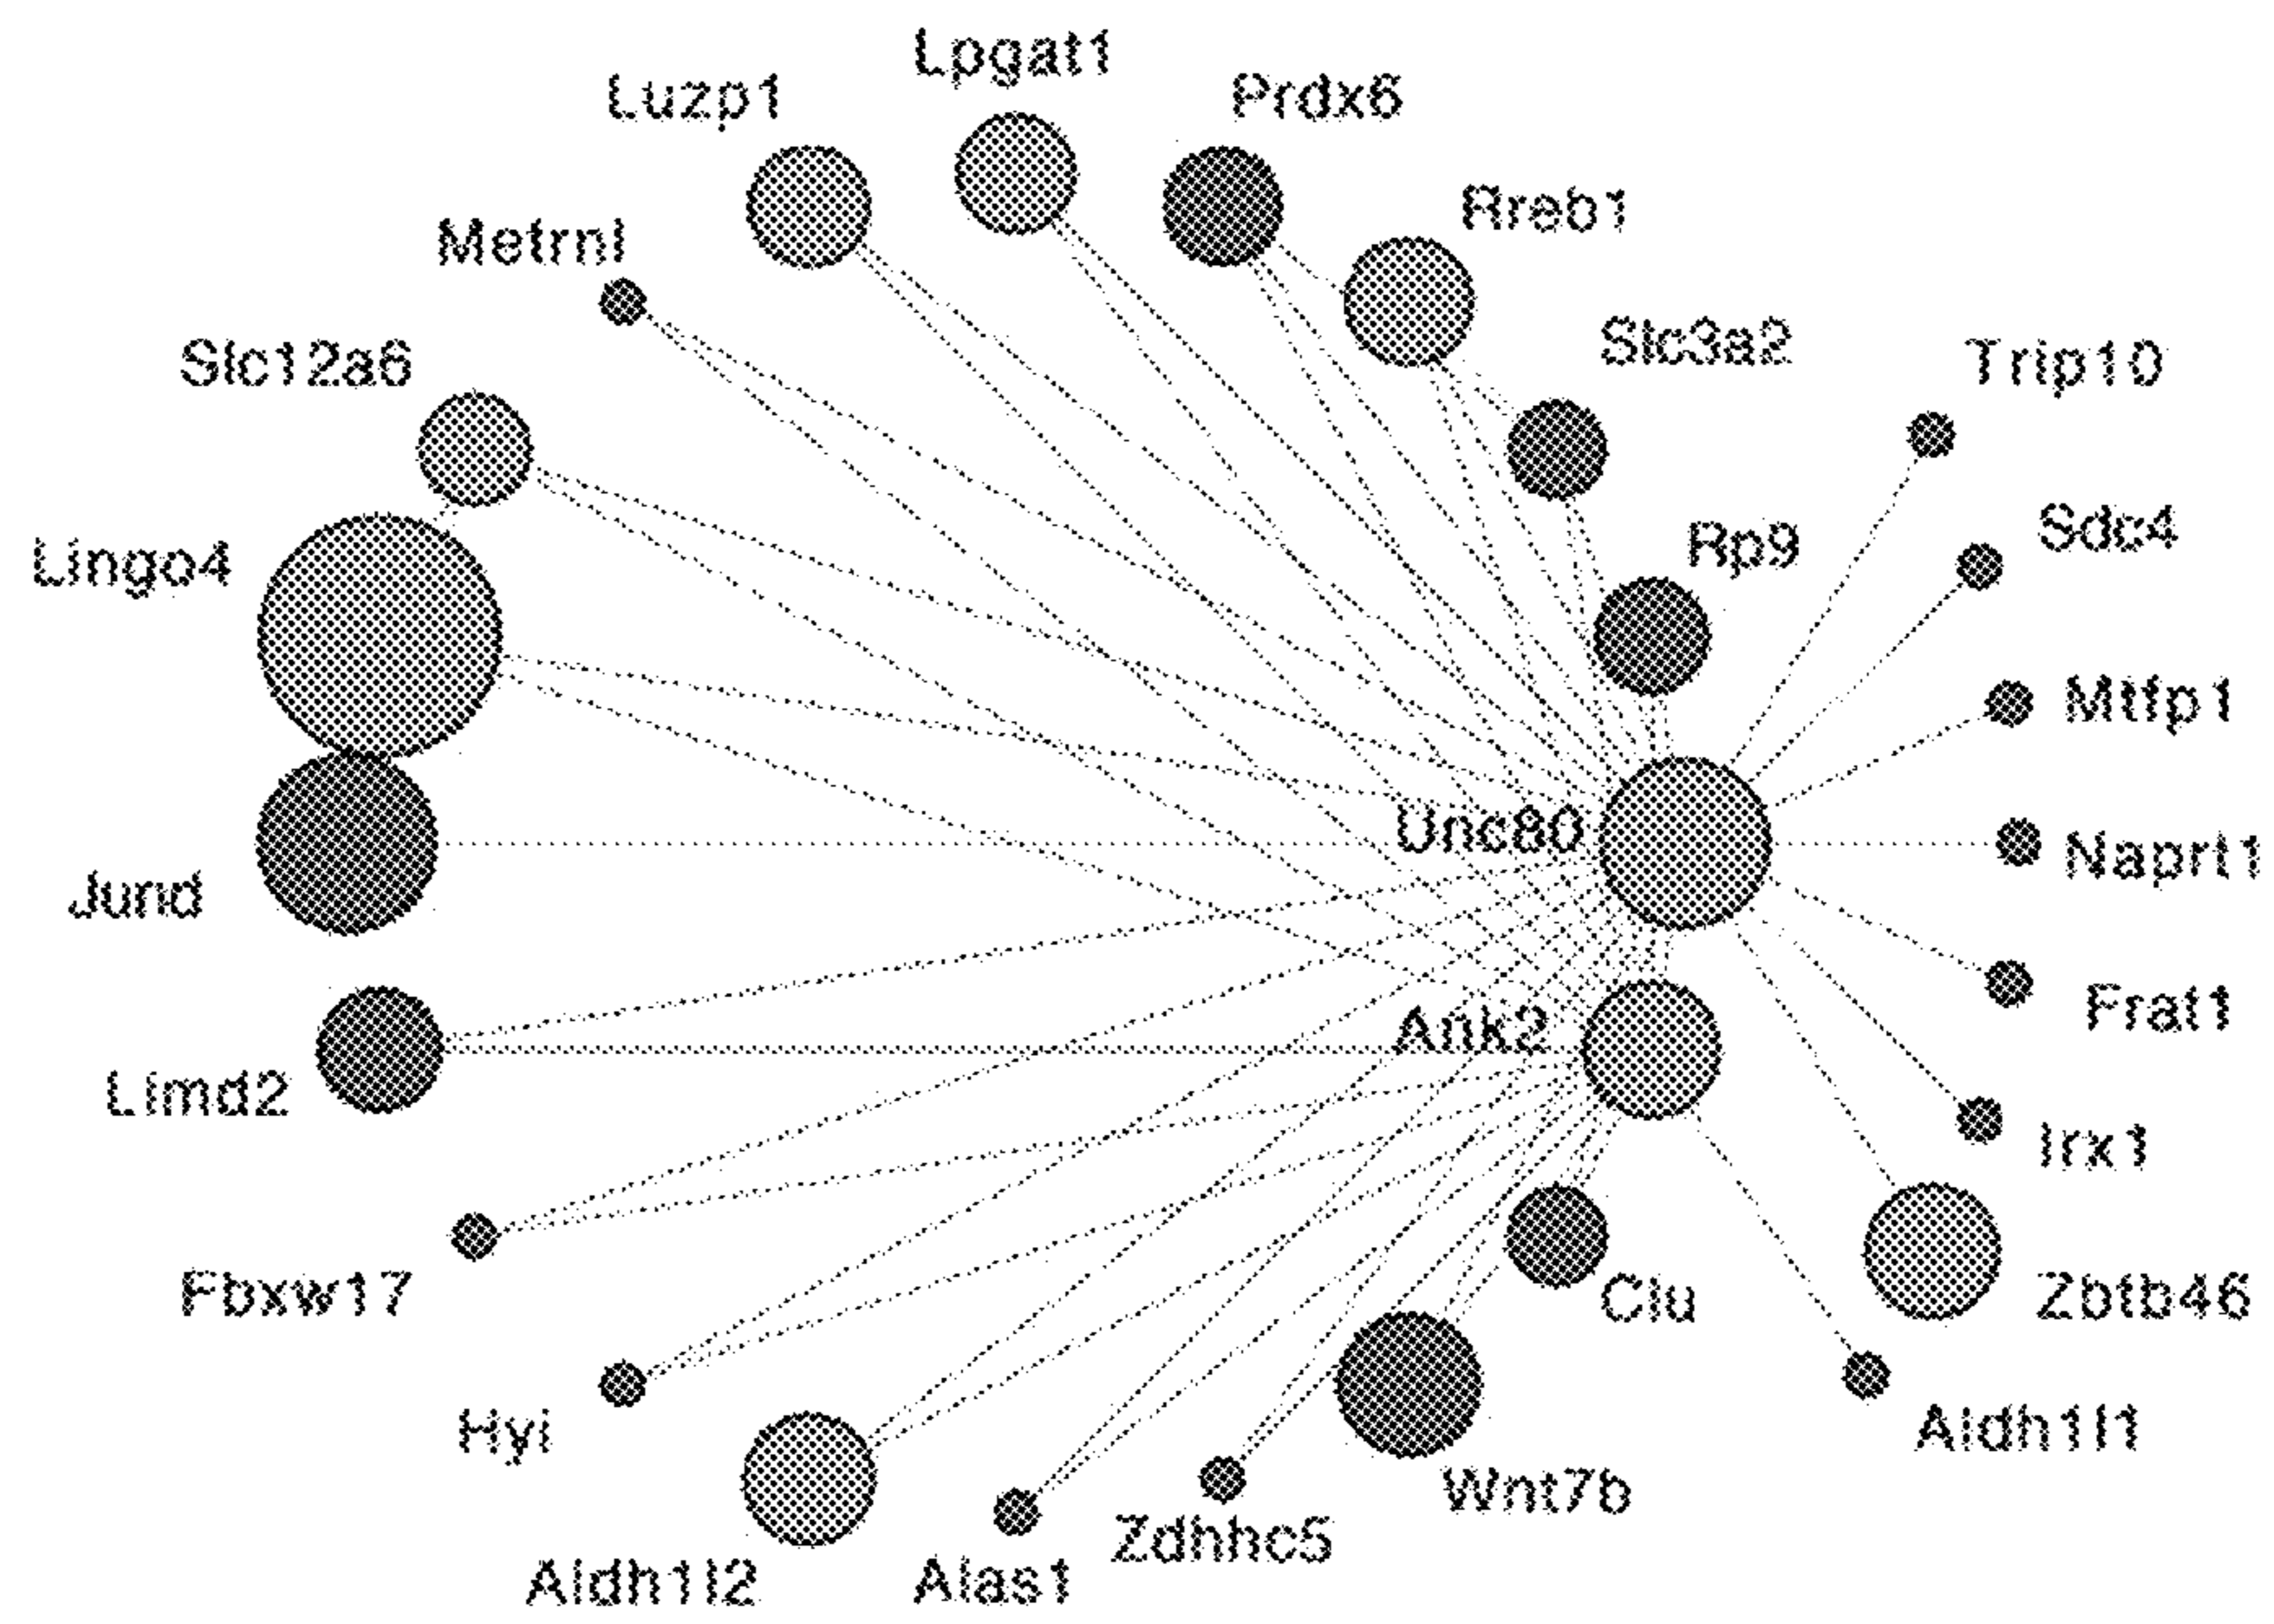 Lpgat1
Luzp1
Prdx6
Rreb1
Metrnl
Slc3a2
Slc12a6
Trip10
Sdc4
Rp9
Lingo4
Mtfp1
Unc80
Naprt1
Jund
Frat1
Ank2
Limd2
Irx1
Fbxw17
Clu
Zbtb46
Hyi
Aldh1l1
Wnt7b
Zdhhc5
Aldh1l2
Alas1